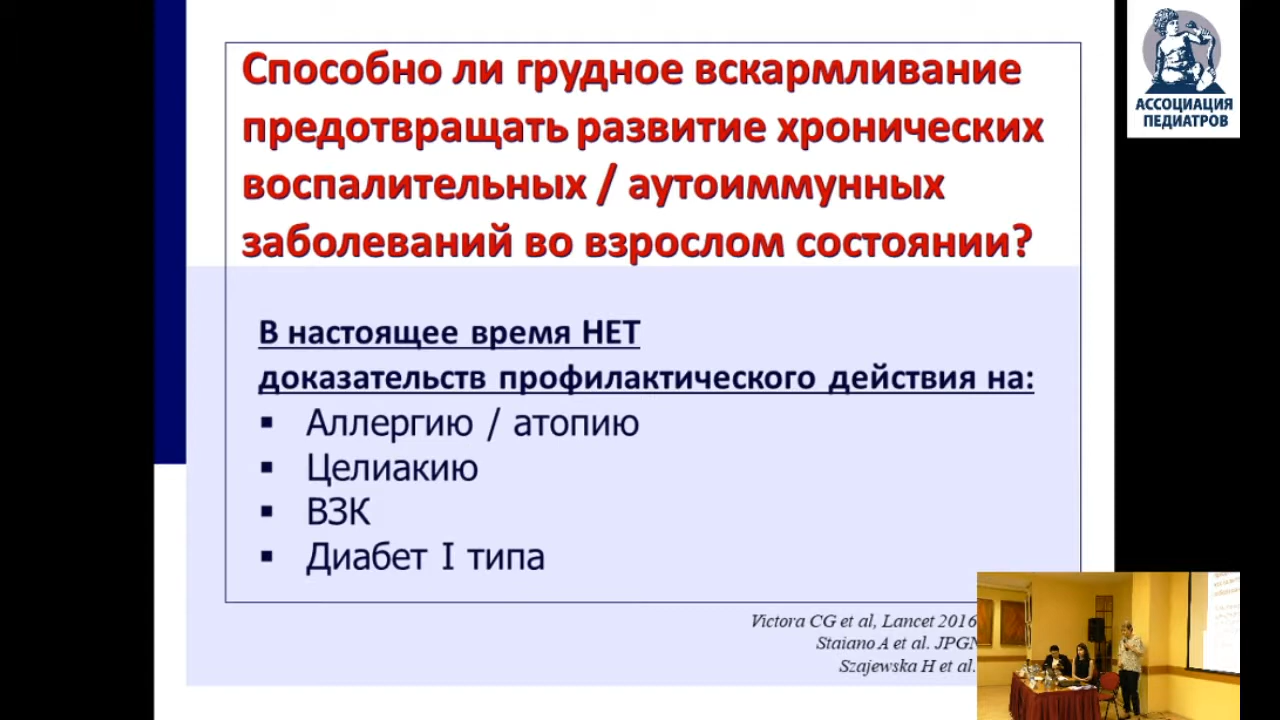 Способно ли грудное вскармливание
предотвращать развитие хронических
воспалительных / аутоиммунных
заболеваний во взрослом состоянии?
В настоящее время НЕТ
доказательств профилактического действия на:
▪ Аллергию / атопию
▪ Целиакию
▪ ВЗК
▪ Диабет I типа
Victora CG et al, Lancet 2016
Staiano A et al. JPGN
Szajewska H et al.
АССОЦИАЦИЯ
ПЕДИАТРОВ